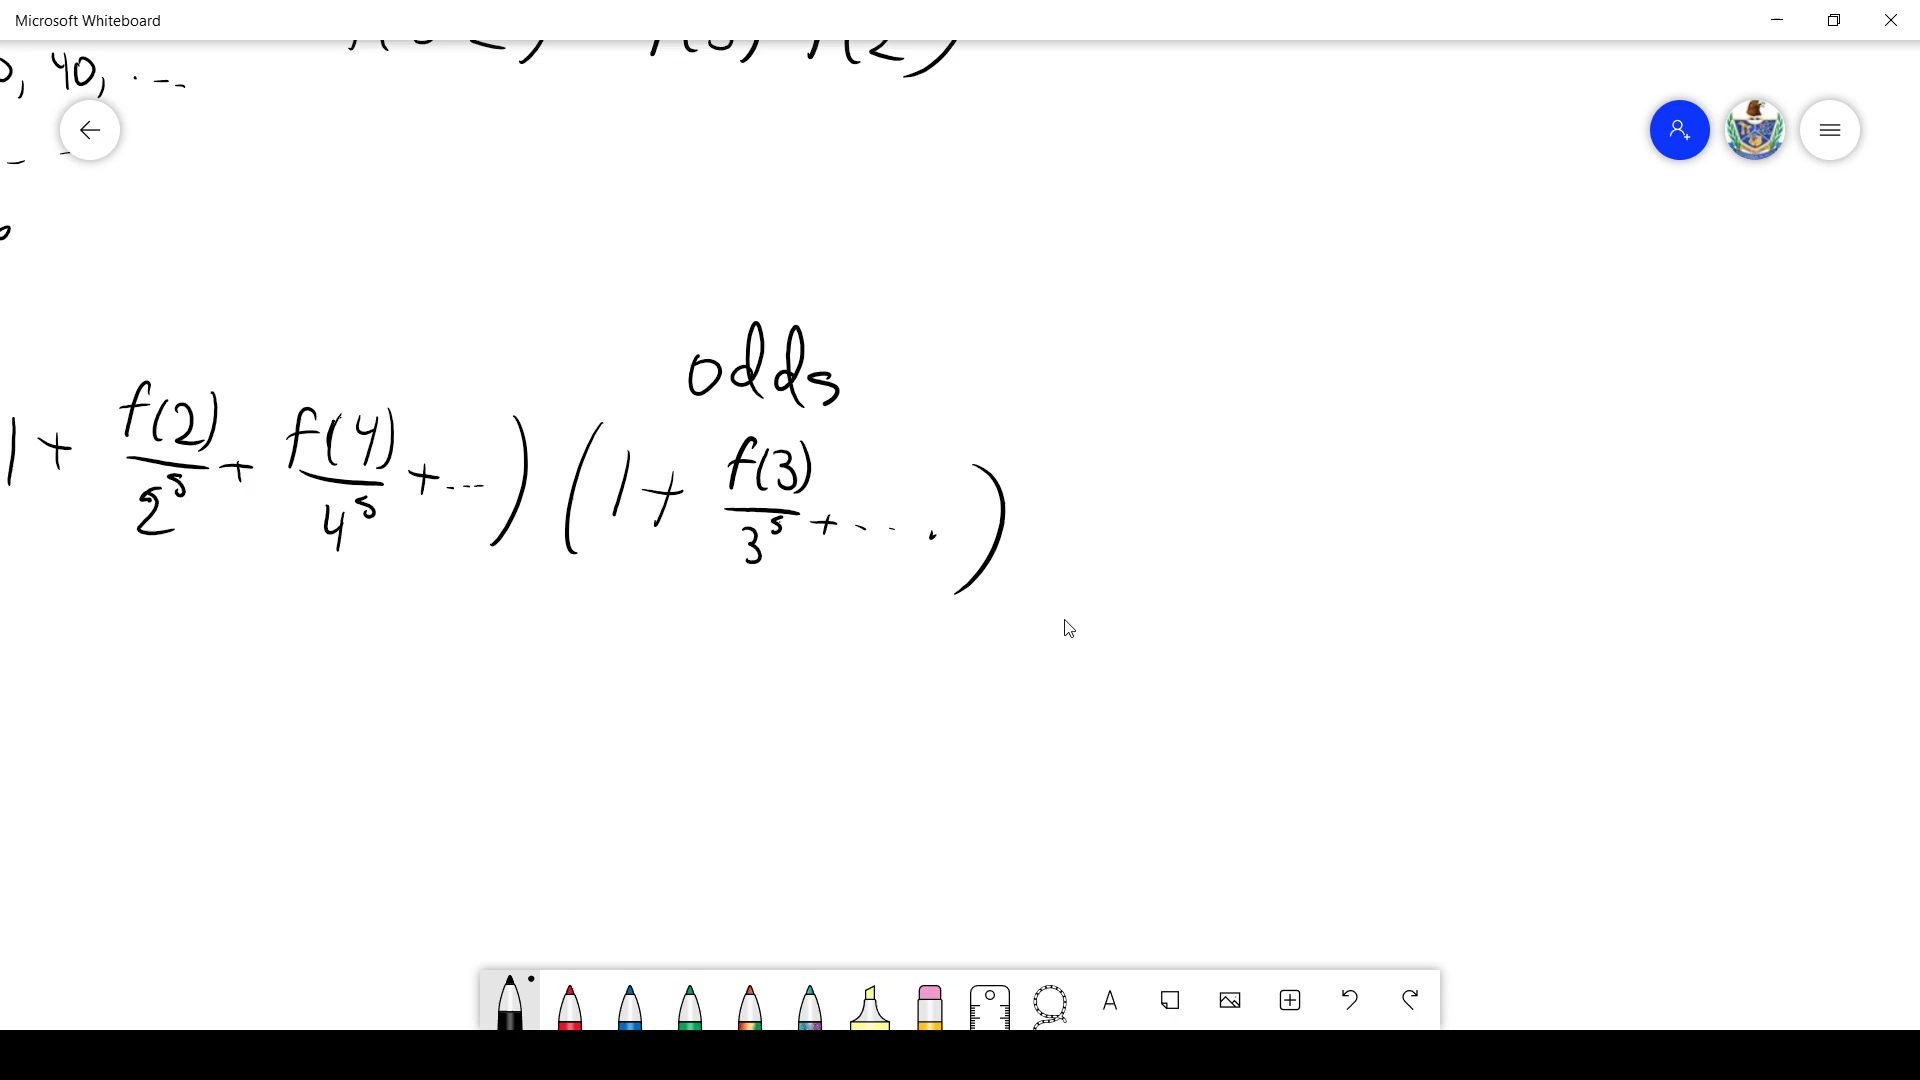 Microsoft Whiteboard
40, ...
odds
1 + f(2)/2^s + f(4)/4^s + ...) (1 + f(3)/3^s + ....)